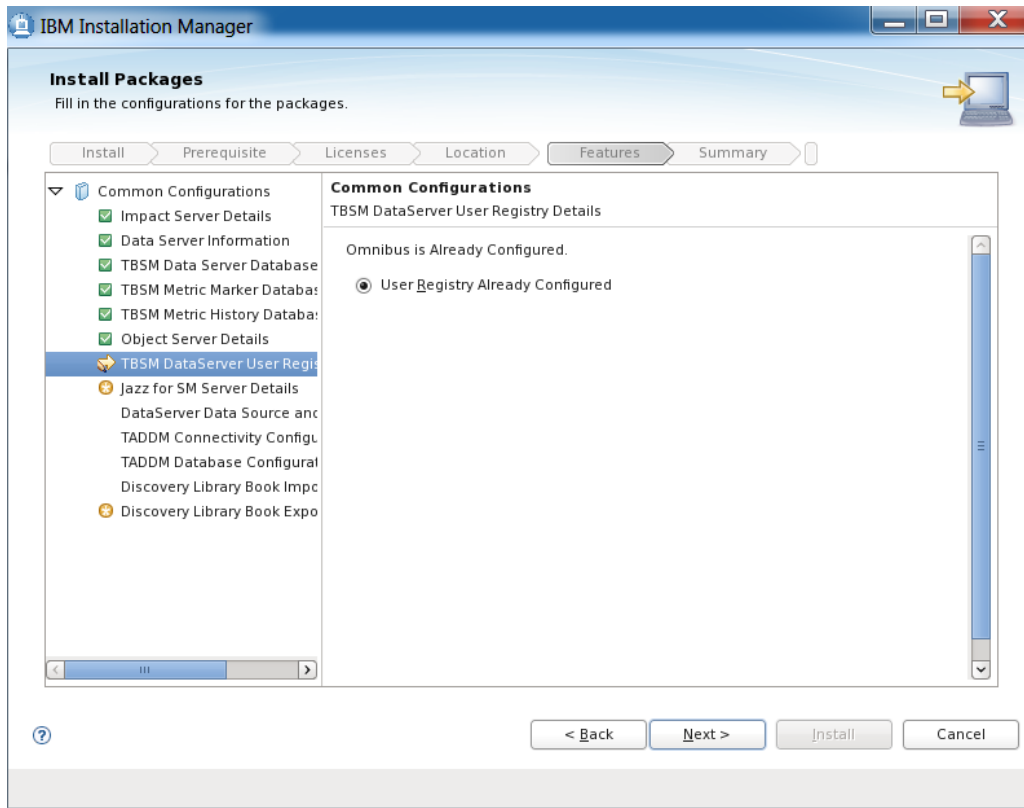 IBM Installation Manager
Install Packages
Fill in the configurations for the packages.
Install Prerequisite Licenses Location Features Summary
Common Configurations
Impact Server Details
Data Server Information
TBSM Data Server Database
TBSM Metric Marker Databas
TBSM Metric History Databas
Object Server Details
TBSM DataServer User Regis
Jazz for SM Server Details
DataServer Data Source and
TADDM Connectivity Configu
TADDM Database Configurat
Discovery Library Book Impo
Discovery Library Book Expo
Common Configurations
TBSM DataServer User Registry Details
Omnibus is Already Configured.
User Registry Already Configured
< Back Next > Install Cancel